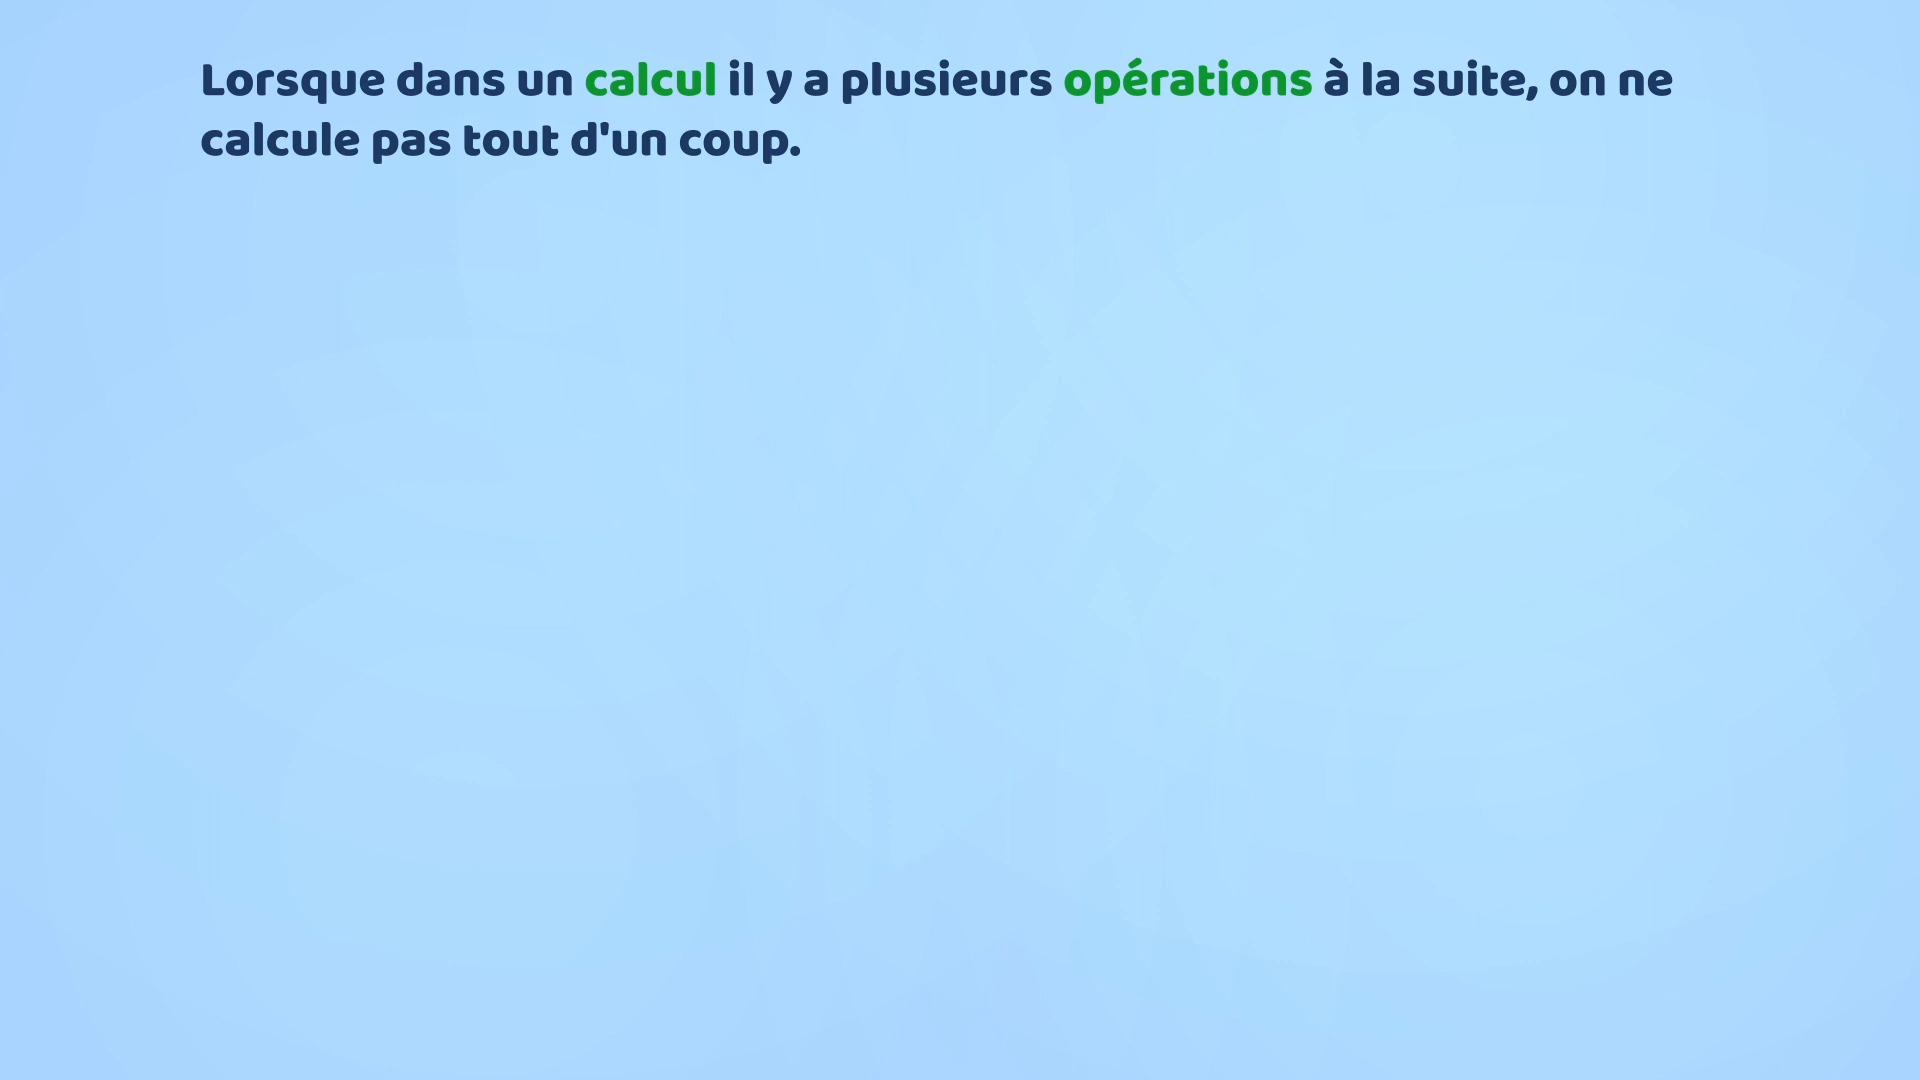 Lorsque dans un calcul il y a plusieurs opérations à la suite, on ne
calcule pas tout d'un coup.